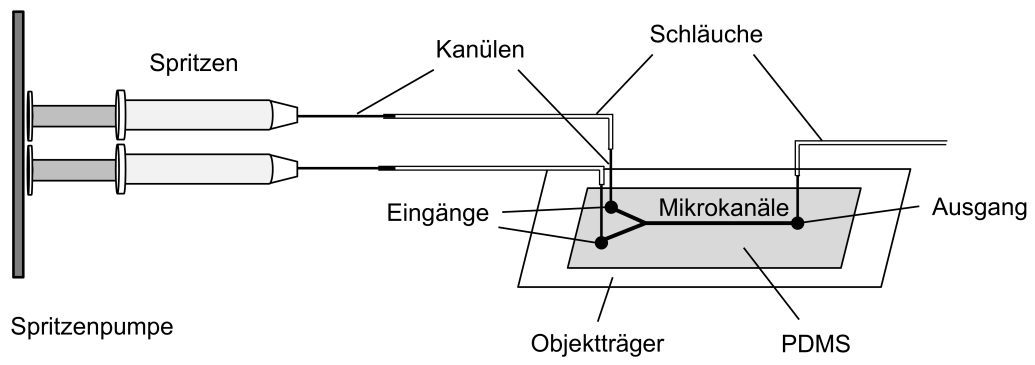 Schläuche
Kanülen
Spritzen
Eingänge
Mikrokanäle
Ausgang
Spritzenpumpe
Objektträger
PDMS